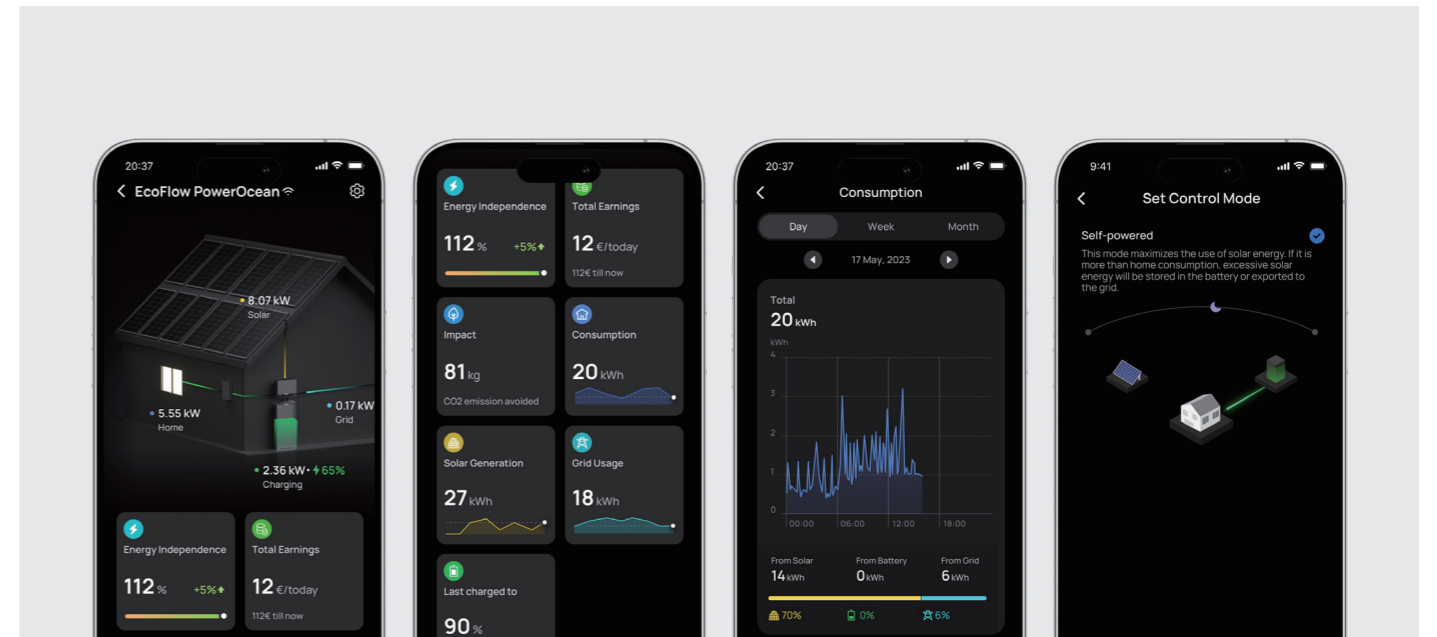 20:37
EcoFlow PowerOcean
8.07 kW
Solar
5.55 kW
Home
0.17 kW
Grid
2.36 kW 65%
Charging
Energy Independence
112 % +5%
Total Earnings
12 €/today
112€ till now
Energy Independence
112 % +5%
Total Earnings
12 €/today
112€ till now
Impact
81 kg
CO2 emission avoided
Consumption
20 kWh
Solar Generation
27 kWh
Grid Usage
18 kWh
Last charged to
90 %
20:37
Consumption
Day Week Month
17 May, 2023
Total
20 kWh
kWh
4
3
2
1
0
00:00 06:00 12:00 18:00
From Solar From Battery From Grid
14 kWh 0 kWh 6 kWh
70% 0% 6%
9:41
Set Control Mode
Self-powered
This mode maximizes the use of solar energy. If it is
more than home consumption, excessive solar
energy will be stored in the battery or exported to
the grid.